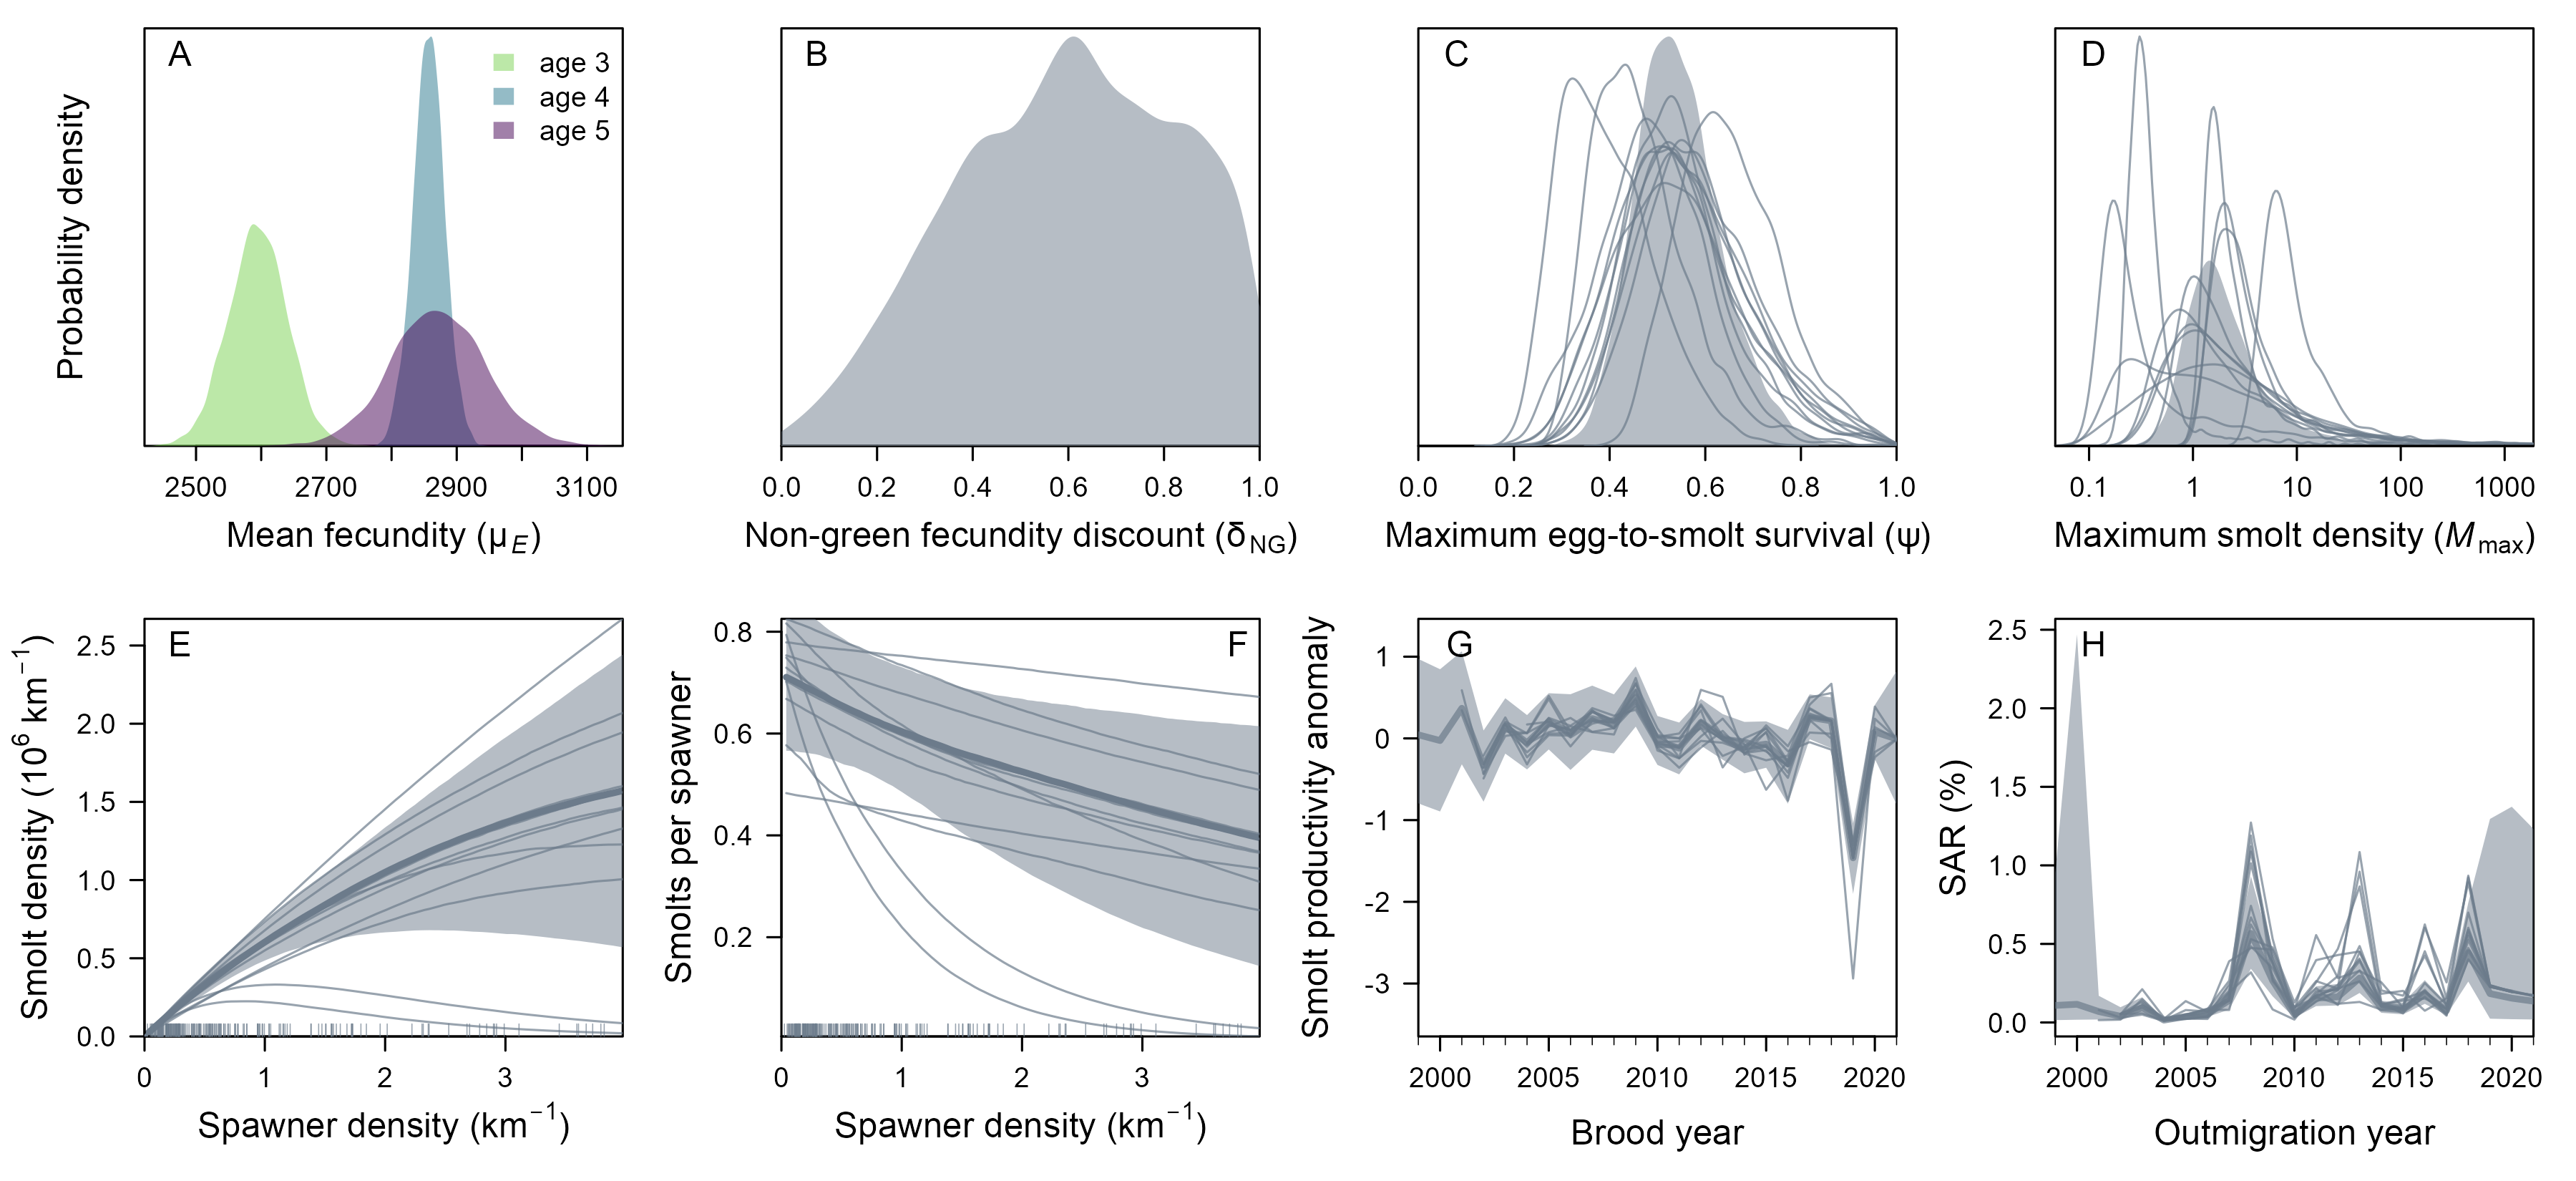 A
age 3
age 4
age 5
Probability density
2500 2700 2900 3100
Mean fecundity (μE)
B
0.0 0.2 0.4 0.6 0.8 1.0
Non-green fecundity discount (δNG)
C
0.0 0.2 0.4 0.6 0.8 1.0
Maximum egg-to-smolt survival (ψ)
D
0.1 1 10 100 1000
Maximum smolt density (Mmax)
E
2.5
2.0
1.5
1.0
0.5
0.0
Smolt density (10⁶ km⁻¹)
0 1 2 3
Spawner density (km⁻¹)
F
0.8
0.6
0.4
0.2
Smolts per spawner
0 1 2 3
Spawner density (km⁻¹)
G
1
0
-1
-2
-3
Smolt productivity anomaly
2000 2005 2010 2015 2020
Brood year
H
2.5
2.0
1.5
1.0
0.5
0.0
SAR (%)
2000 2005 2010 2015 2020
Outmigration year